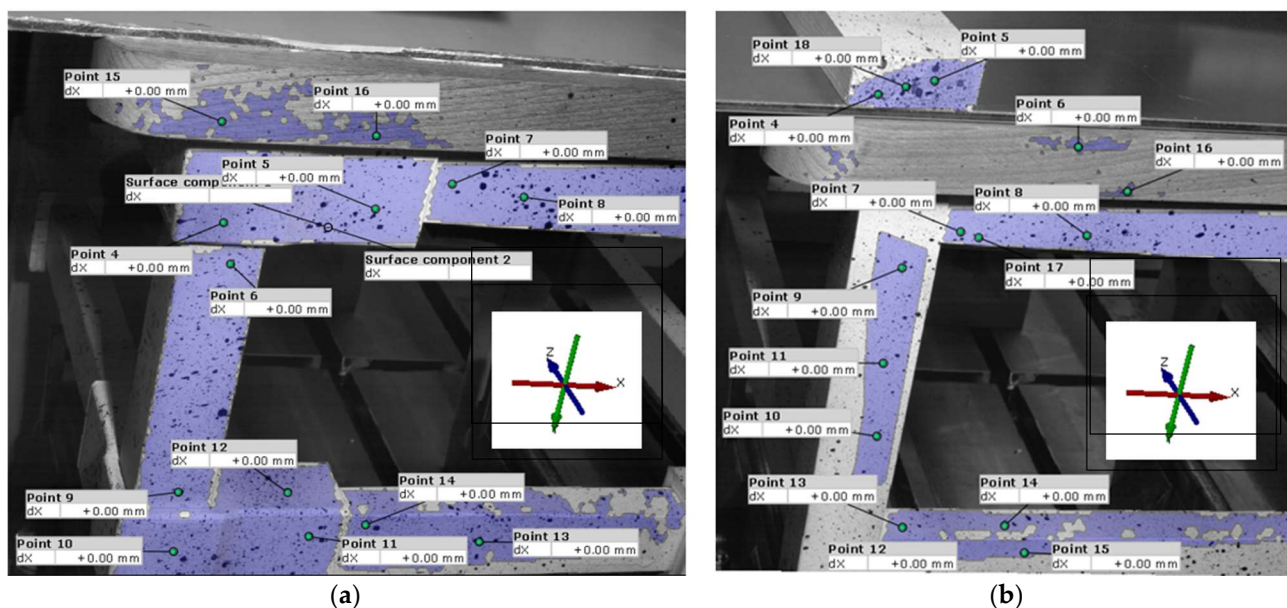 Point 15
dX +0.00 mm
Point 16
dX +0.00 mm
Point 7
dX +0.00 mm
Point 5
dX +0.00 mm
Surface component
dX
Point 8
dX +0.00 mm
Point 4
dX +0.00 mm
Surface component 2
dX
Point 6
dX +0.00 mm
Z
X
Point 12
dX +0.00 mm
Point 14
dX +0.00 mm
Point 9
dX +0.00 mm
Point 10
dX +0.00 mm
Point 11
dX +0.00 mm
Point 13
dX +0.00 mm
(a)
Point 18
dX +0.00 mm
Point 5
dX +0.00 mm
Point 4
dX +0.00 mm
Point 6
dX +0.00 mm
Point 16
dX +0.00 mm
Point 7
dX +0.00 mm
Point 8
dX +0.00 mm
Point 17
dX +0.00 mm
Point 9
dX +0.00 mm
Point 11
dX +0.00 mm
Z
X
Point 10
dX +0.00 mm
Point 13
dX +0.00 mm
Point 14
dX +0.00 mm
Point 12
dX +0.00 mm
Point 15
dX +0.00 mm
(b)